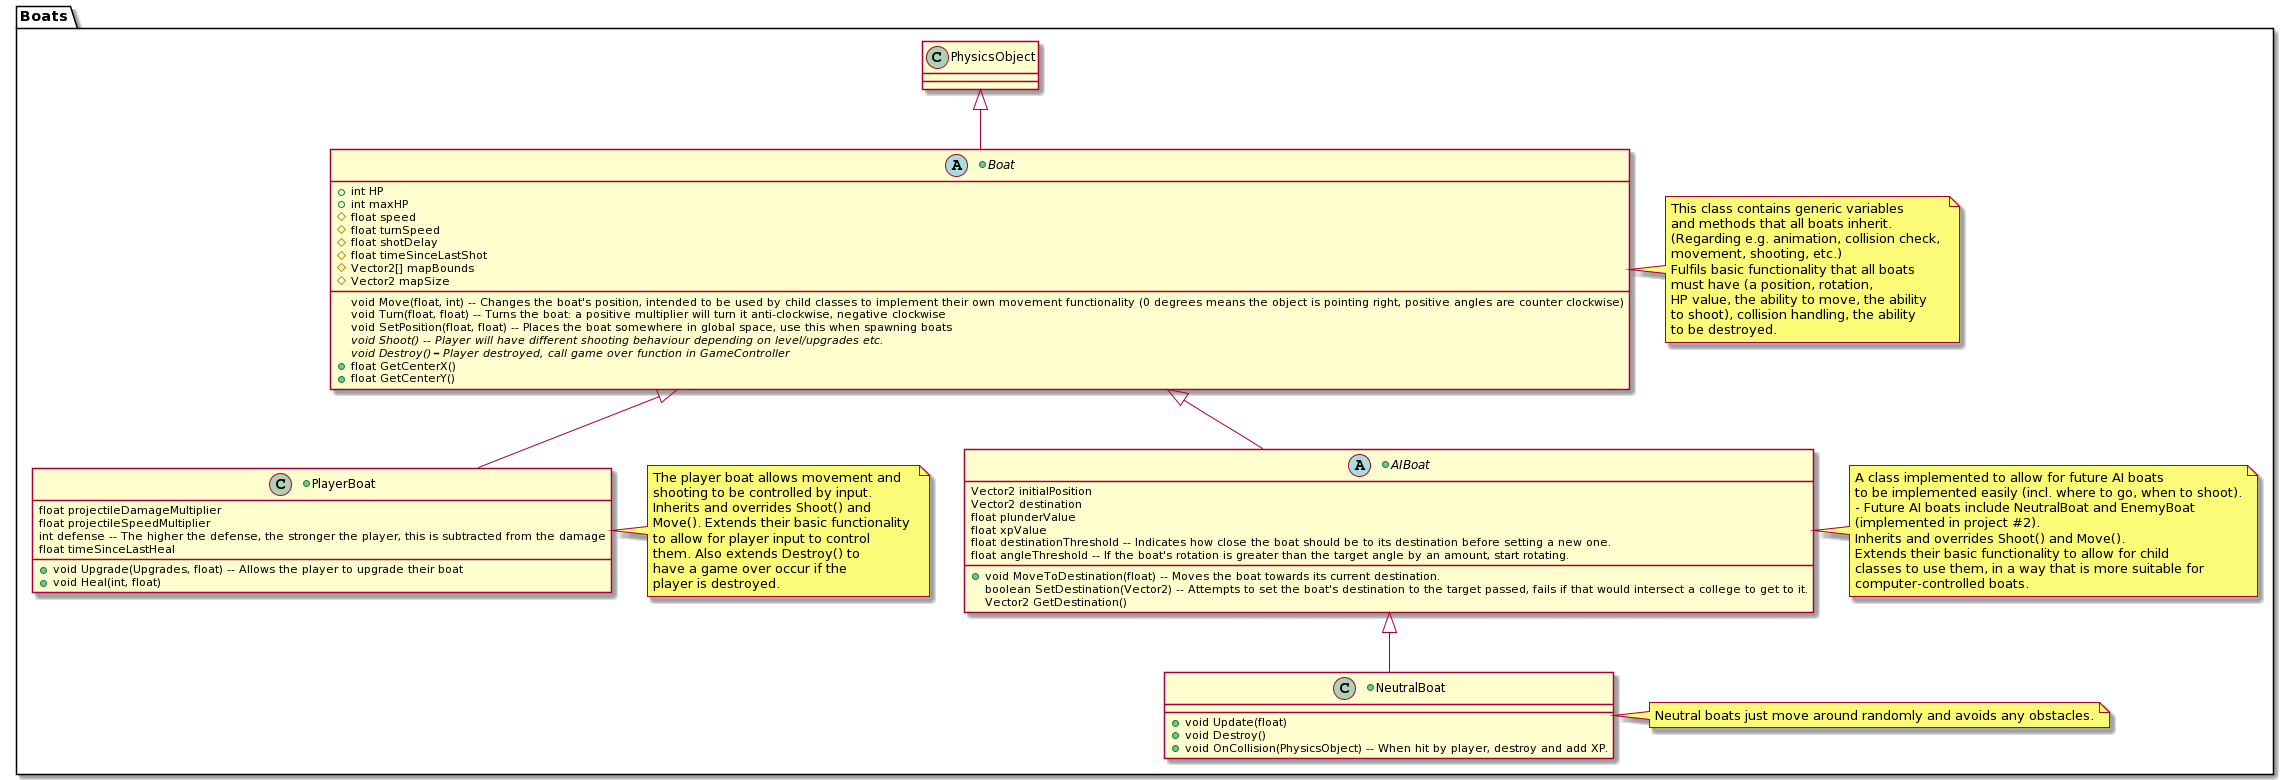 Boats
C PhysicsObject
A Boat
int HP
int maxHP
float speed
float turnSpeed
float shotDelay
float timeSinceLastShot
Vector2[] mapBounds
Vector2 mapSize
void Move(float, int) -- Changes the boat's position, intended to be used by child classes to implement their own movement functionality (0 degrees means the object is pointing right, positive angles are counter clockwise)
void Turn(float, float) -- Turns the boat: a positive multiplier will turn it anti-clockwise, negative clockwise
void SetPosition(float, float) -- Places the boat somewhere in global space, use this when spawning boats
void Shoot() -- Player will have different shooting behaviour depending on level/upgrades etc.
void Destroy() – Player destroyed, call game over function in GameController
float GetCenterX()
float GetCenterY()
This class contains generic variables
and methods that all boats inherit.
(Regarding e.g. animation, collision check,
movement, shooting, etc.)
Fulfils basic functionality that all boats
must have (a position, rotation,
HP value, the ability to move, the ability
to shoot), collision handling, the ability
to be destroyed.
C PlayerBoat
float projectileDamageMultiplier
float projectileSpeedMultiplier
int defense -- The higher the defense, the stronger the player, this is subtracted from the damage
float timeSinceLastHeal
void Upgrade(Upgrades, float) -- Allows the player to upgrade their boat
void Heal(int, float)
The player boat allows movement and
shooting to be controlled by input.
Inherits and overrides Shoot() and
Move(). Extends their basic functionality
to allow for player input to control
them. Also extends Destroy() to
have a game over occur if the
player is destroyed.
A AIBoat
Vector2 initialPosition
Vector2 destination
float plunderValue
float xpValue
float destinationThreshold -- Indicates how close the boat should be to its destination before setting a new one.
float angleThreshold -- If the boat's rotation is greater than the target angle by an amount, start rotating.
void MoveToDestination(float) -- Moves the boat towards its current destination.
boolean SetDestination(Vector2) -- Attempts to set the boat's destination to the target passed, fails if that would intersect a college to get to it.
Vector2 GetDestination()
A class implemented to allow for future AI boats
to be implemented easily (incl. where to go, when to shoot).
- Future AI boats include NeutralBoat and EnemyBoat
(implemented in project #2).
Inherits and overrides Shoot() and Move().
Extends their basic functionality to allow for child
classes to use them, in a way that is more suitable for
computer-controlled boats.
C NeutralBoat
void Update(float)
void Destroy()
void OnCollision(PhysicsObject) -- When hit by player, destroy and add XP.
Neutral boats just move around randomly and avoids any obstacles.